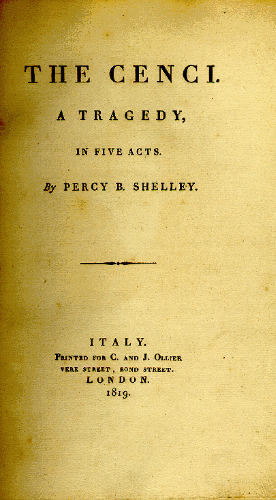 THE CENCI.
A TRAGEDY,
IN FIVE ACTS.
By PERCY B. SHELLEY.
ITALY.
PRINTED FOR C. AND J. OLLIER
VERE STREET, BOND STREET.
LONDON.
1819.